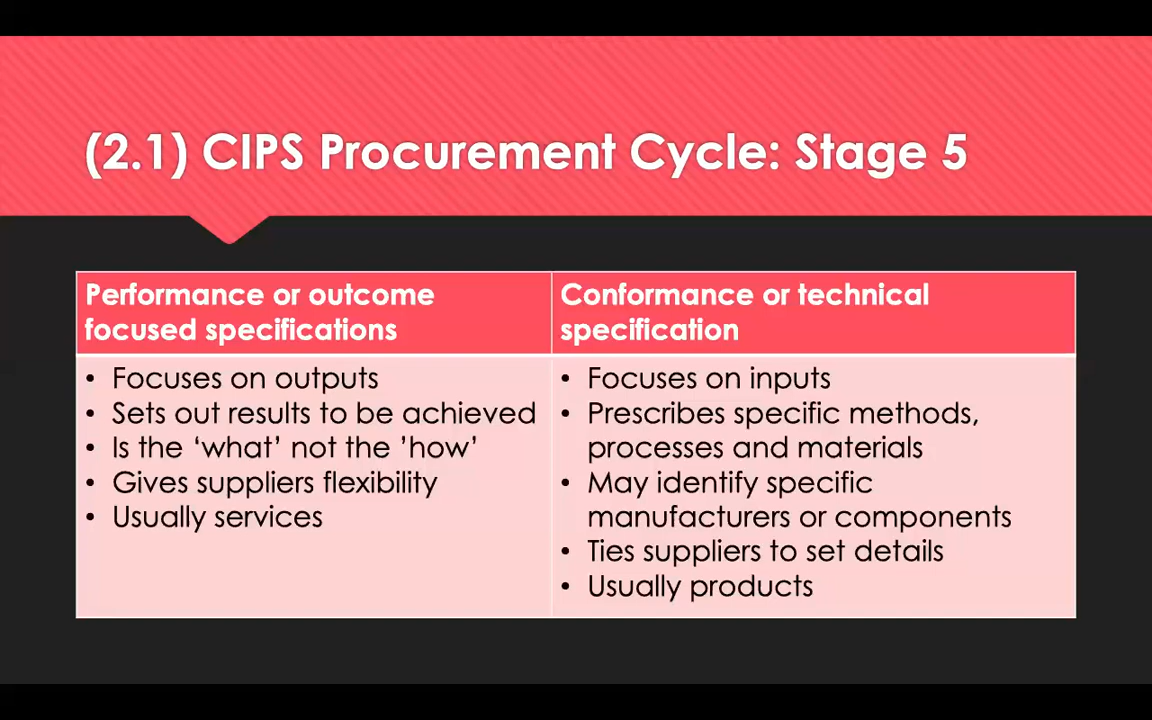 (2.1) CIPS Procurement Cycle: Stage 5
Performance or outcome
focused specifications
• Focuses on outputs
• Sets out results to be achieved
• Is the ‘what’ not the ’how’
• Gives suppliers flexibility
• Usually services
Conformance or technical
specification
• Focuses on inputs
• Prescribes specific methods,
processes and materials
• May identify specific
manufacturers or components
• Ties suppliers to set details
• Usually products